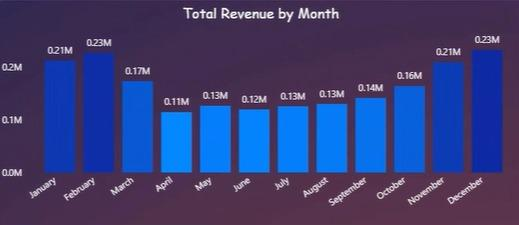 Total Revenue by Month
0.2M
0.1M
0.0M
0.21M
0.23M
0.17M
0.11M
0.13M
0.12M
0.13M
0.13M
0.14M
0.16M
0.21M
0.23M
January
February
March
April
May
June
July
August
September
October
November
December